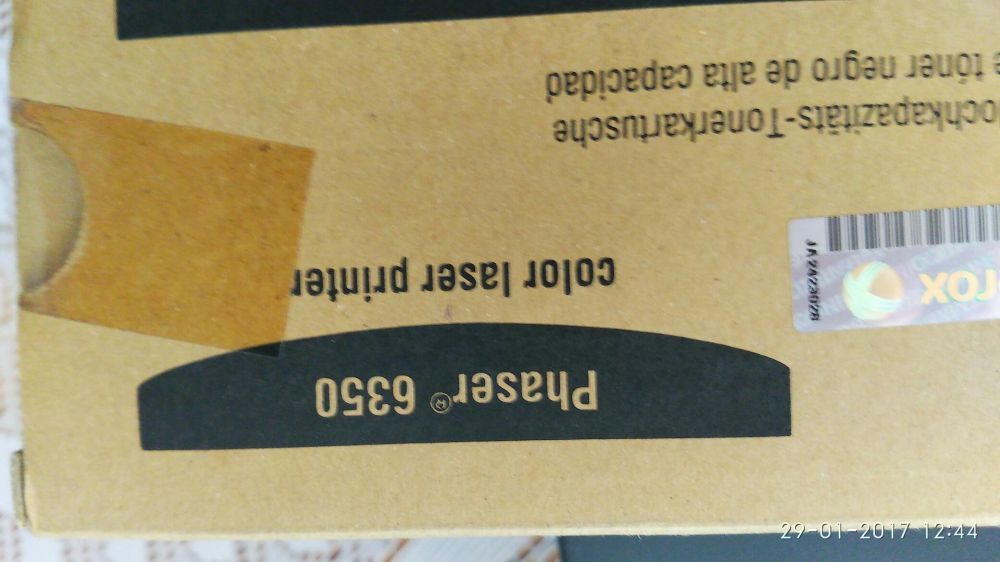 Phaser® 6350
color laser printer
rox
ochkapazitäts-Tonerkartusche
e tóner negro de alta capacidad
29-01-2017 12:44